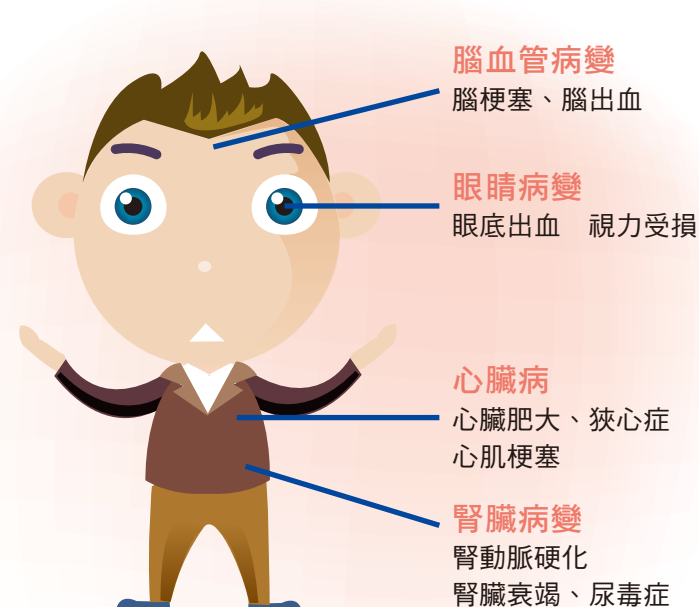 腦血管病變
腦梗塞、腦出血
眼睛病變
眼底出血　視力受損
心臟病
心臟肥大、狹心症
心肌梗塞
腎臟病變
腎動脈硬化
腎臟衰竭、尿毒症